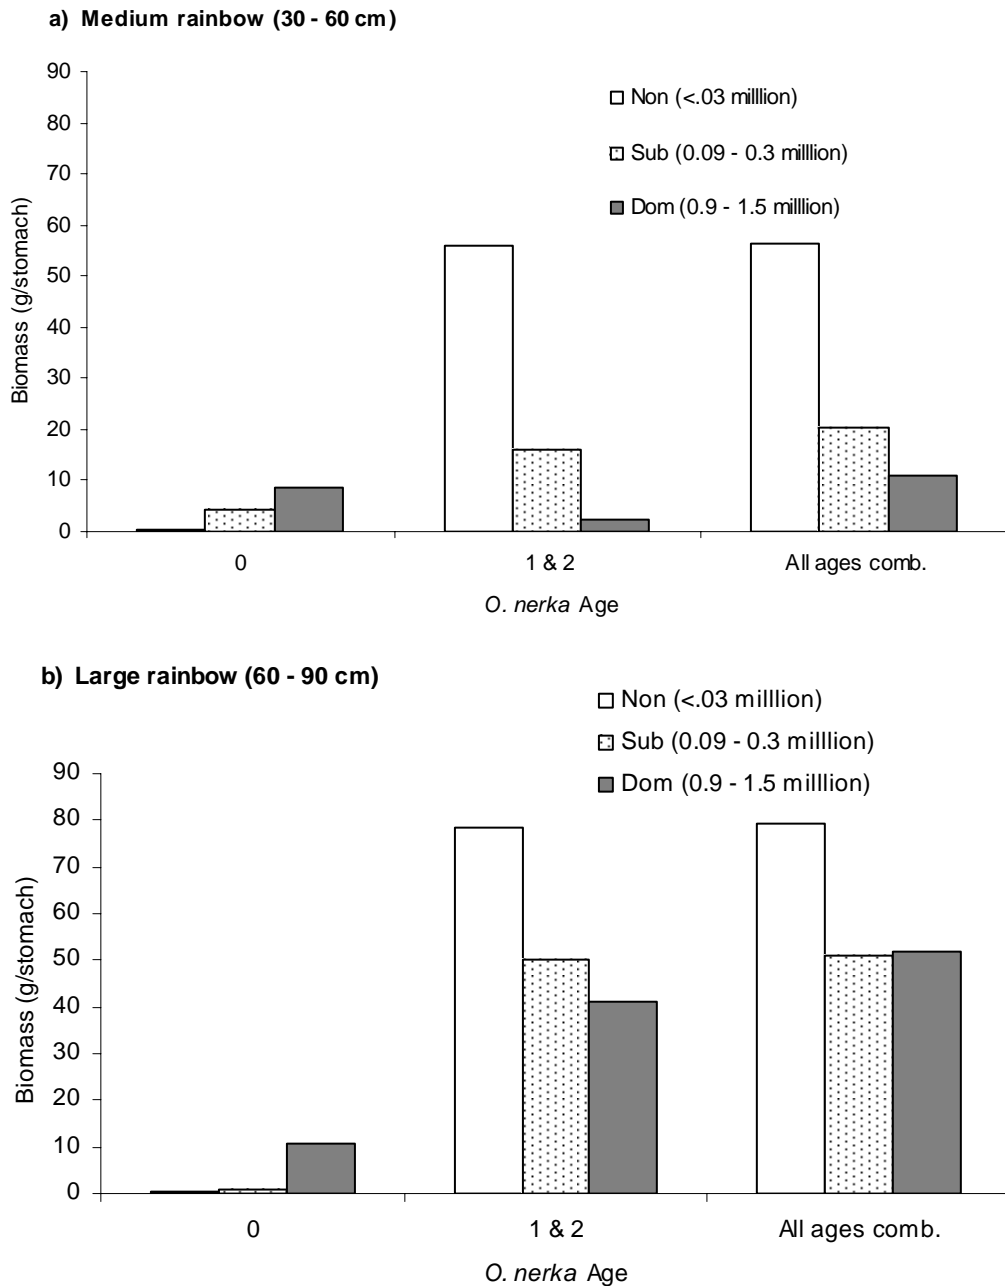 a) Medium rainbow (30 - 60 cm)
90
80
70
60
50
40
30
20
10
0
Biomass (g/stomach)
Non (<.03 milllion)
Sub (0.09 - 0.3 milllion)
Dom (0.9 - 1.5 milllion)
0 1 & 2 All ages comb.
O. nerka Age
b) Large rainbow (60 - 90 cm)
Non (<.03 milllion)
Sub (0.09 - 0.3 milllion)
Dom (0.9 - 1.5 milllion)
90
80
70
60
50
40
30
20
10
0
Biomass (g/stomach)
0 1 & 2 All ages comb.
O. nerka Age